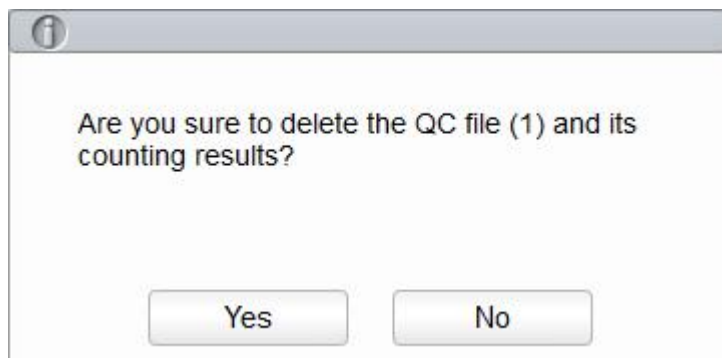 Are you sure to delete the QC file (1) and its
counting results?
Yes
No